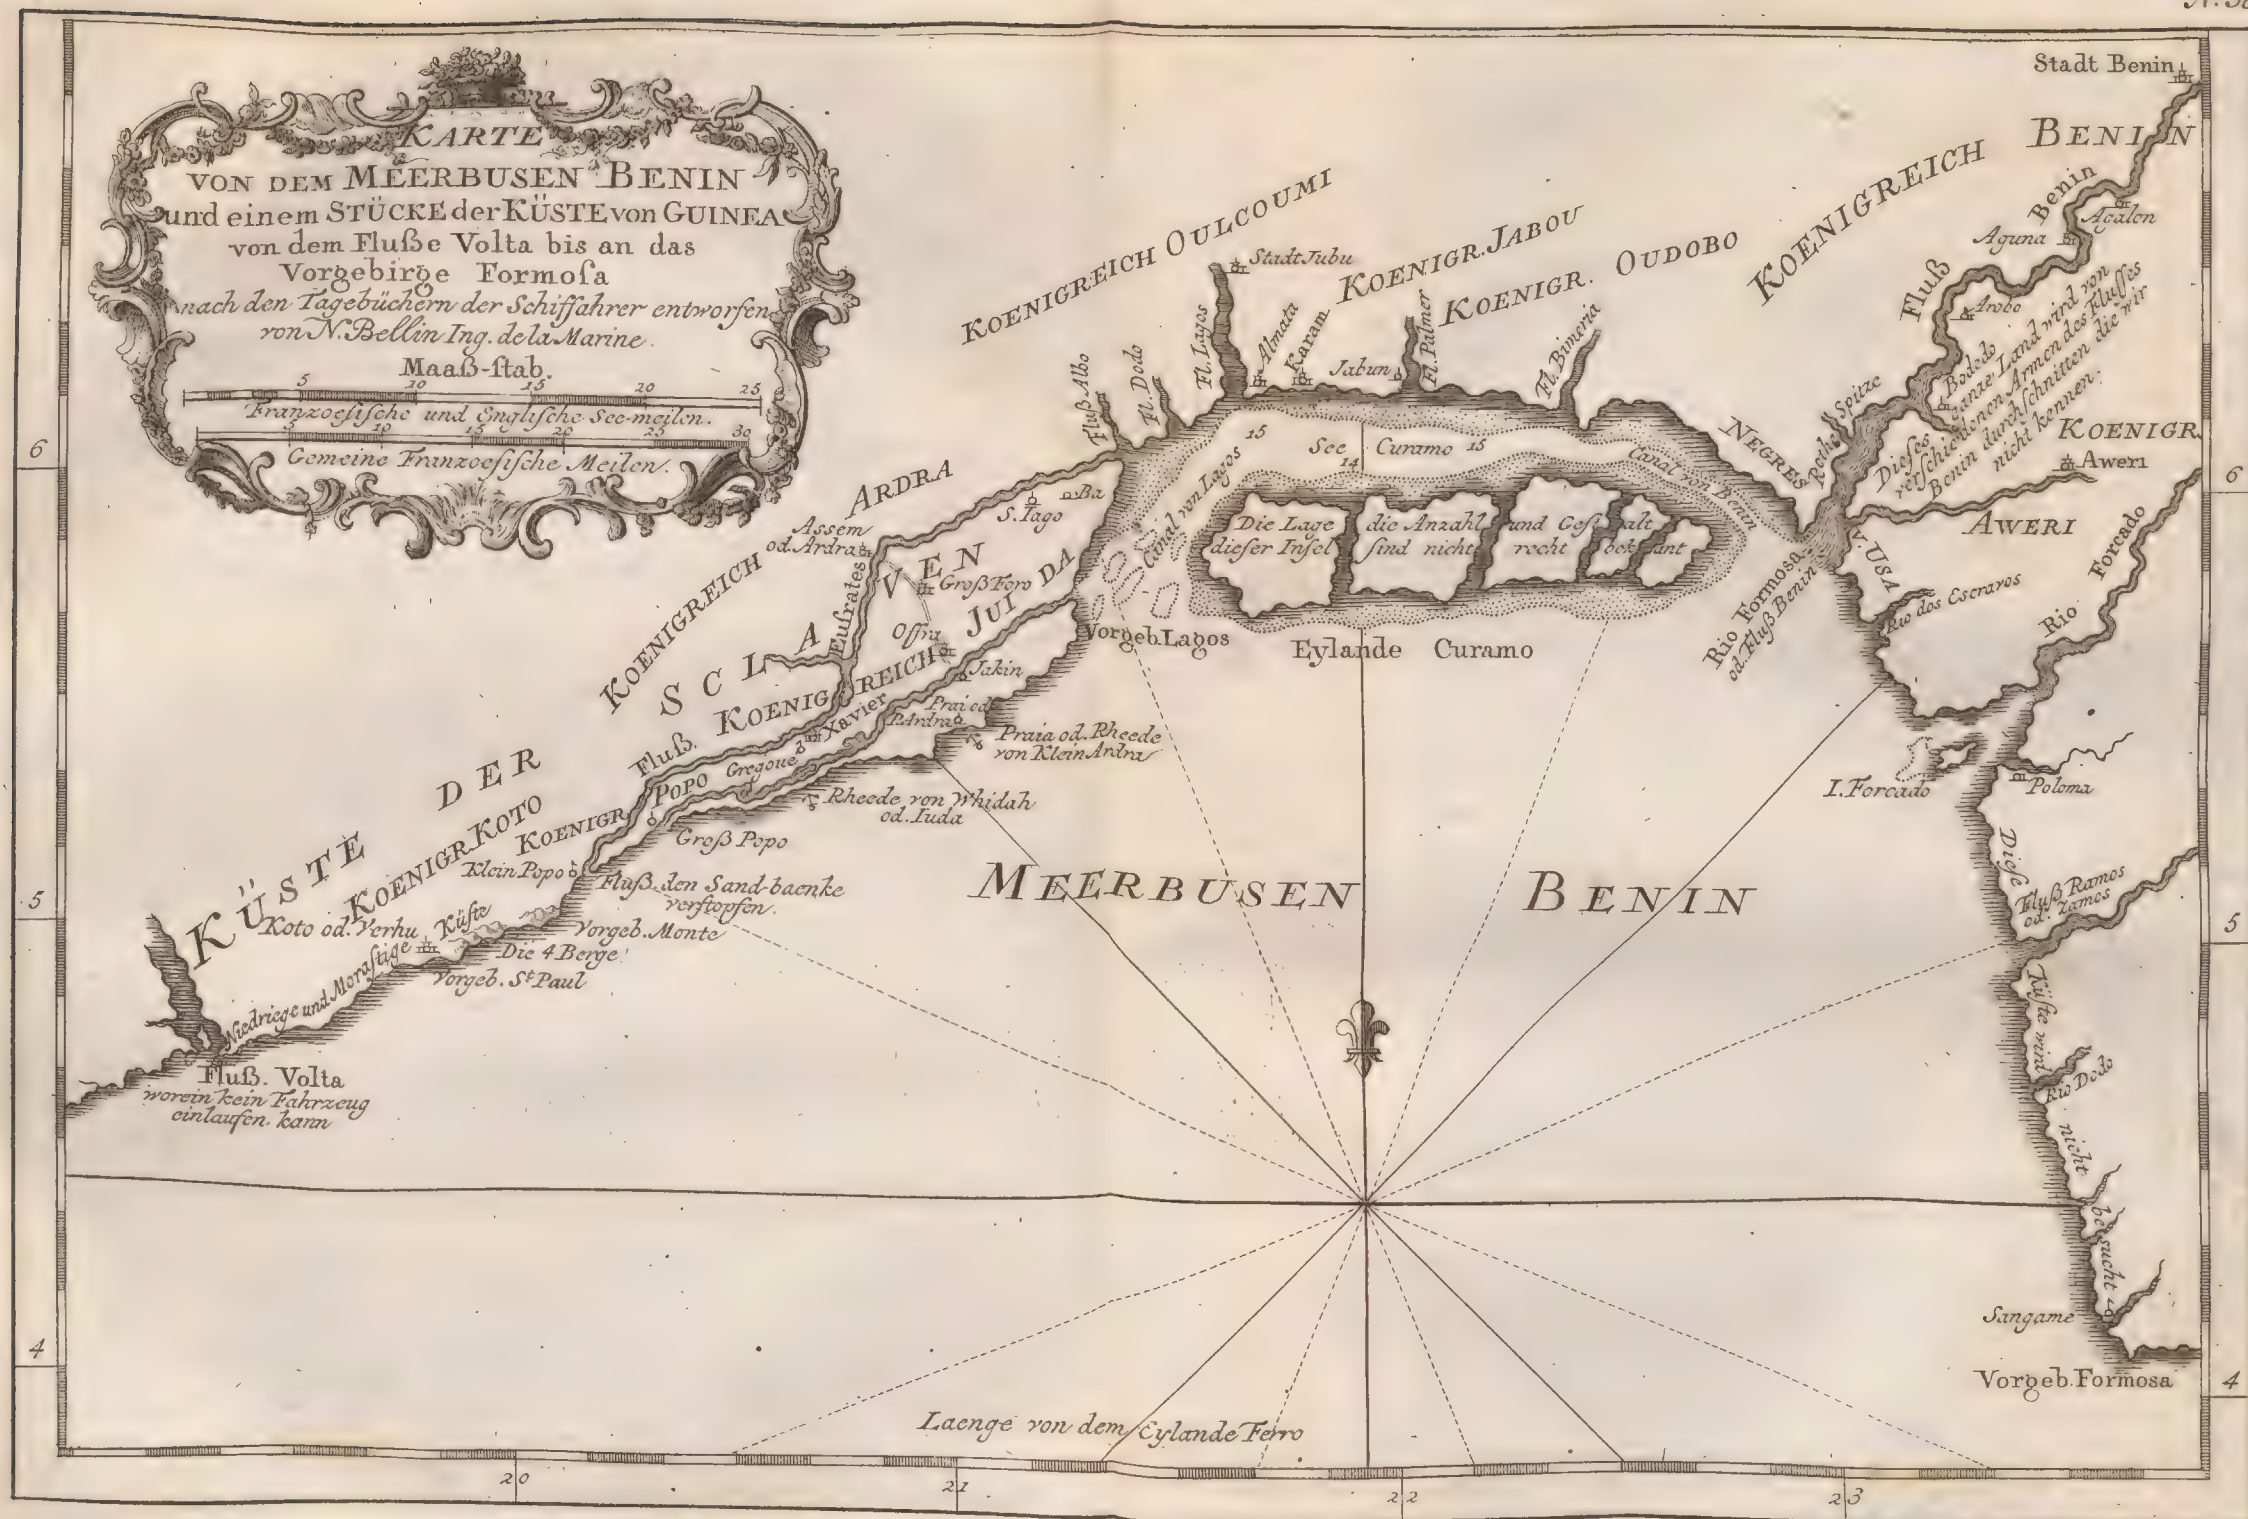 KARTE
VON DEM MEERBUSEN BENIN
und einem STÜCKE der KÜSTE von GUINEA
von dem Fluße Volta bis an das
Vorgebirge Formoſa
nach den Tagebüchern der Schiffahrer entworfen
von N. Bellin Ing. de la Marine.
Maaß-ſtab.
5 10 15 20 25
Franzoeſiſche und Engliſche See-meilen.
5 10 15 20 25 30
Gemeine Franzoeſiſche Meilen.
Stadt Benin
KOENIGREICH BENIN
Fluß Benin
Agalon
Aguna
Arobo
Bododo
Dieſes ganze Land wird von
verſchiedenen Armen des Fluſſes
Benin durchſchnitten die wir
nicht kennen.
KOENIGR.
AWERI
Aweri
KOENIGREICH OULCOUMI
KOENIGR. JABOU
KOENIGR. OUDOBO
Stadt Jubu
Fluß Albo
Fl. Dodo
Fl. Lagos
Almata
Karam
Jabun
Fl. Palmer
Fl. Bimeria
NEGRES
V. USA
Rothe Spitze
15
See Curamo 15
14
Canal von Lagos
Canal von Benin
Die Lage die Anzahl und Geſtalt
dieſer Inſel ſind nicht recht bekant
Vorgeb. Lagos
Eylande Curamo
Rio Formosa
od. Fluß Benin
Rio dos Escravos
Rio Forcado
I. Forcado
Poloma
Fluß Ramos
od. Zamos
Dieſe Küſte wird nicht beſucht
Rio Dodo
Sangame
Vorgeb. Formosa
KÜSTE DER SCLAVEN
KOENIGREICH ARDRA
Assem
od. Ardra
S. Iago
Ba
Groß Foro
Offra
Jakin
Fluß Eufrates
KOENIGREICH JUIDA
Xavier
Gregoue
Prai od.
P. Ardra
Praia od. Rheede
von Klein Ardra
Rheede von Whidah
od. Iuda
KOENIGR. POPO
Groß Popo
Klein Popo
KOENIGR. KOTO
Koto od. Verhu
Fluß. den Sand-baenke
verſtopfen.
Vorgeb. Monte
Die 4 Berge
Vorgeb. St. Paul
Niedriege und Moraſtige Küſte
Fluß. Volta
worein kein Fahrzeug
einlaufen kann
MEERBUSEN BENIN
Laenge von dem Eylande Ferro
6 6
5 5
4 4
20 21 22 23